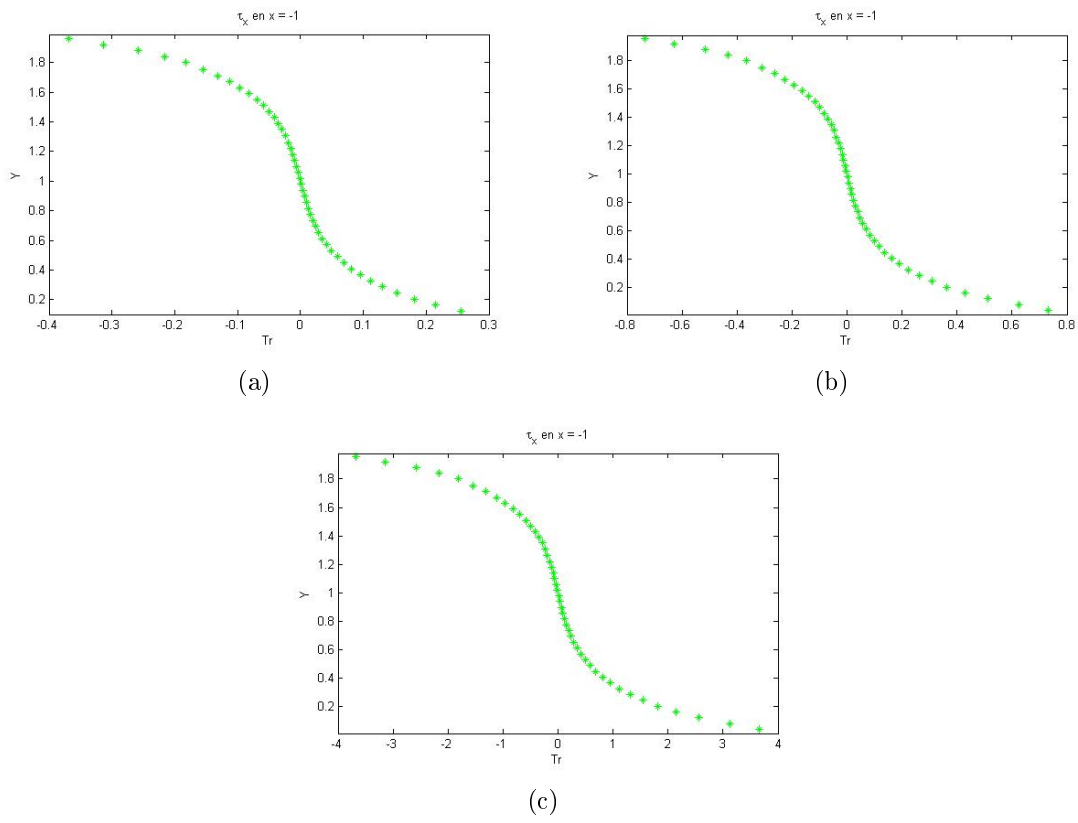 τx en x = -1
1.8
1.6
1.4
1.2
1
0.8
0.6
0.4
0.2
Y
-0.4 -0.3 -0.2 -0.1 0 0.1 0.2 0.3
Tr
(a)
τx en x = -1
1.8
1.6
1.4
1.2
1
0.8
0.6
0.4
0.2
Y
-0.8 -0.6 -0.4 -0.2 0 0.2 0.4 0.6 0.8
Tr
(b)
τx en x = -1
1.8
1.6
1.4
1.2
1
0.8
0.6
0.4
0.2
Y
-4 -3 -2 -1 0 1 2 3 4
Tr
(c)